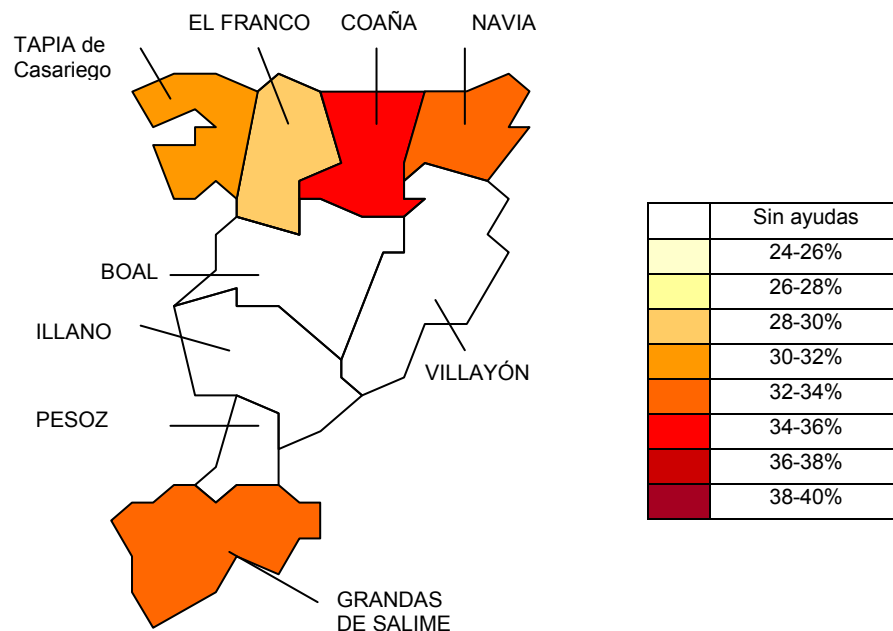 EL FRANCO
COAÑA
NAVIA
TAPIA de
Casariego
BOAL
ILLANO
VILLAYÓN
PESOZ
GRANDAS
DE SALIME
Sin ayudas
24-26%
26-28%
28-30%
30-32%
32-34%
34-36%
36-38%
38-40%